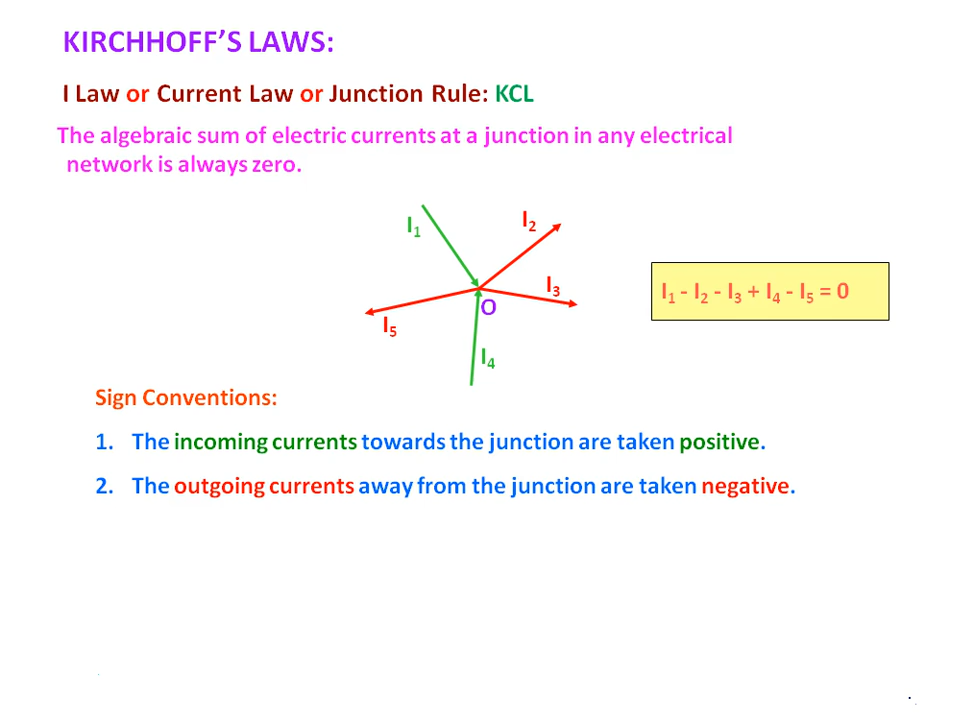 KIRCHHOFF’S LAWS:
I Law or Current Law or Junction Rule: KCL
The algebraic sum of electric currents at a junction in any electrical
network is always zero.
I₁
I₂
I₃
I₁ - I₂ - I₃ + I₄ - I₅ = 0
O
I₅
I₄
Sign Conventions:
1. The incoming currents towards the junction are taken positive.
2. The outgoing currents away from the junction are taken negative.